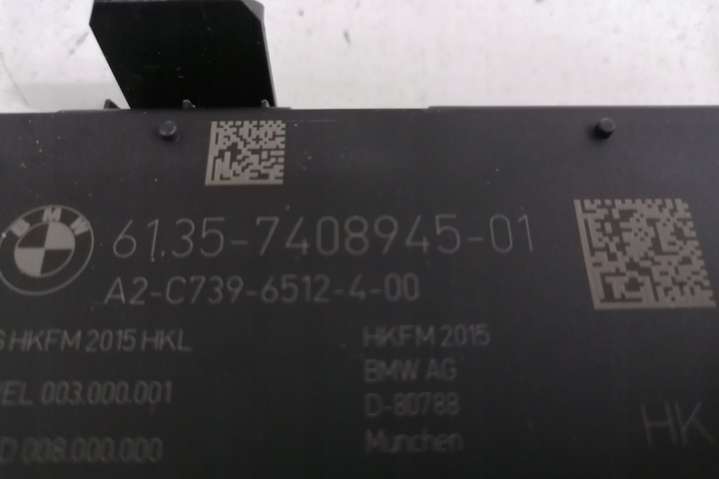 BMW
61.35-7408945-01
A2-C739-6512-4-00
HKFM 2015 HKL
HKFM 2015
003.000.001
BMW AG
008.000.000
D-80788
Munchen
HK